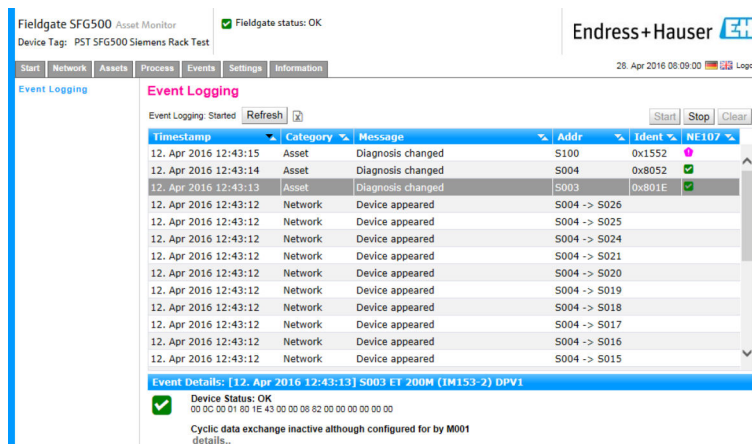 Fieldgate SFG500 Asset Monitor
Fieldgate status: OK
Device Tag: PST SFG500 Siemens Rack Test
Endress+Hauser EH
Start Network Assets Process Events Settings Information
28. Apr 2016 08:09:00 Logo
Event Logging
Event Logging
Event Logging: Started Refresh
Start Stop Clear
Timestamp Category Message Addr Ident NE107
12. Apr 2016 12:43:15 Asset Diagnosis changed S100 0x1552
12. Apr 2016 12:43:14 Asset Diagnosis changed S004 0x8052
12. Apr 2016 12:43:13 Asset Diagnosis changed S003 0x801E
12. Apr 2016 12:43:12 Network Device appeared S004 -> S026
12. Apr 2016 12:43:12 Network Device appeared S004 -> S025
12. Apr 2016 12:43:12 Network Device appeared S004 -> S024
12. Apr 2016 12:43:12 Network Device appeared S004 -> S021
12. Apr 2016 12:43:12 Network Device appeared S004 -> S020
12. Apr 2016 12:43:12 Network Device appeared S004 -> S019
12. Apr 2016 12:43:12 Network Device appeared S004 -> S018
12. Apr 2016 12:43:12 Network Device appeared S004 -> S017
12. Apr 2016 12:43:12 Network Device appeared S004 -> S016
12. Apr 2016 12:43:12 Network Device appeared S004 -> S015
Event Details: [12. Apr 2016 12:43:13] S003 ET 200M (IM153-2) DPV1
Device Status: OK
00 0C 00 01 80 1E 43 00 00 08 82 00 00 00 00 00 00
Cyclic data exchange inactive although configured for by M001
details..